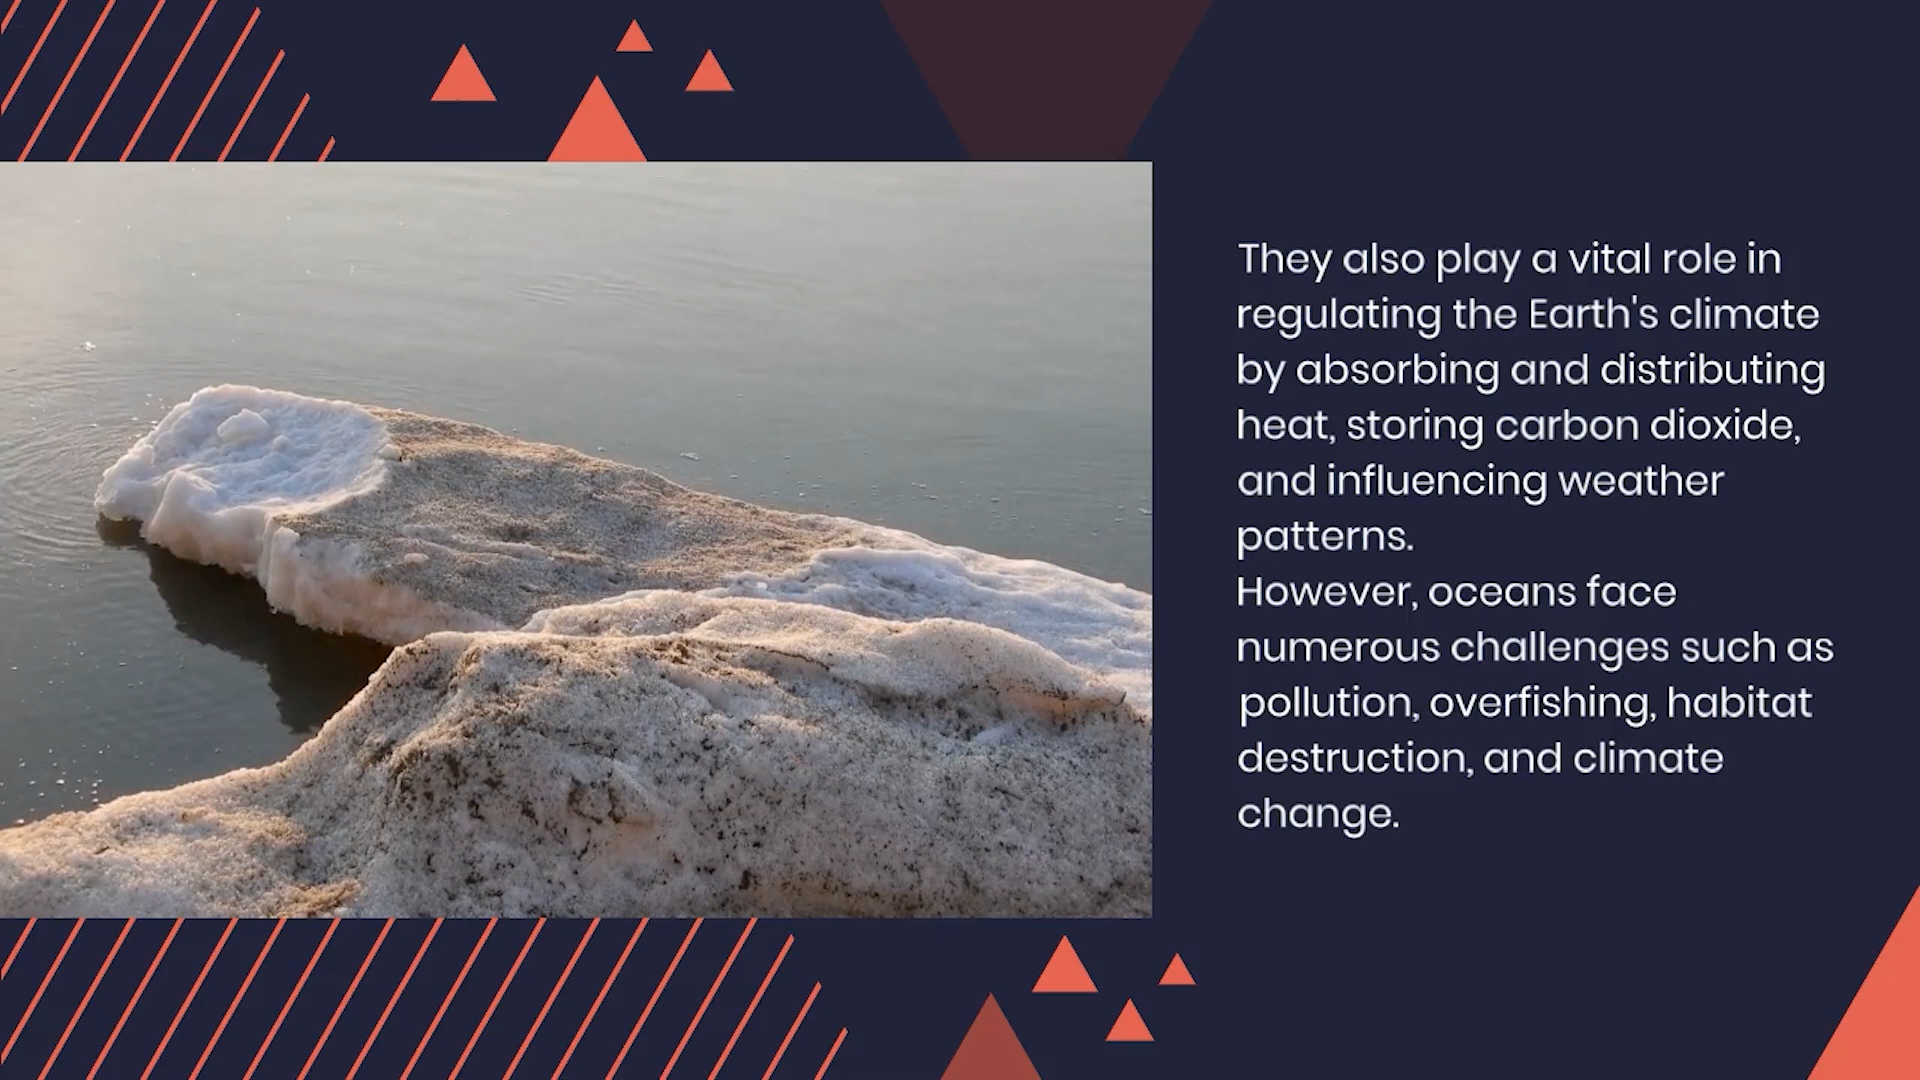 They also play a vital role in
regulating the Earth's climate
by absorbing and distributing
heat, storing carbon dioxide,
and influencing weather
patterns.
However, oceans face
numerous challenges such as
pollution, overfishing, habitat
destruction, and climate
change.